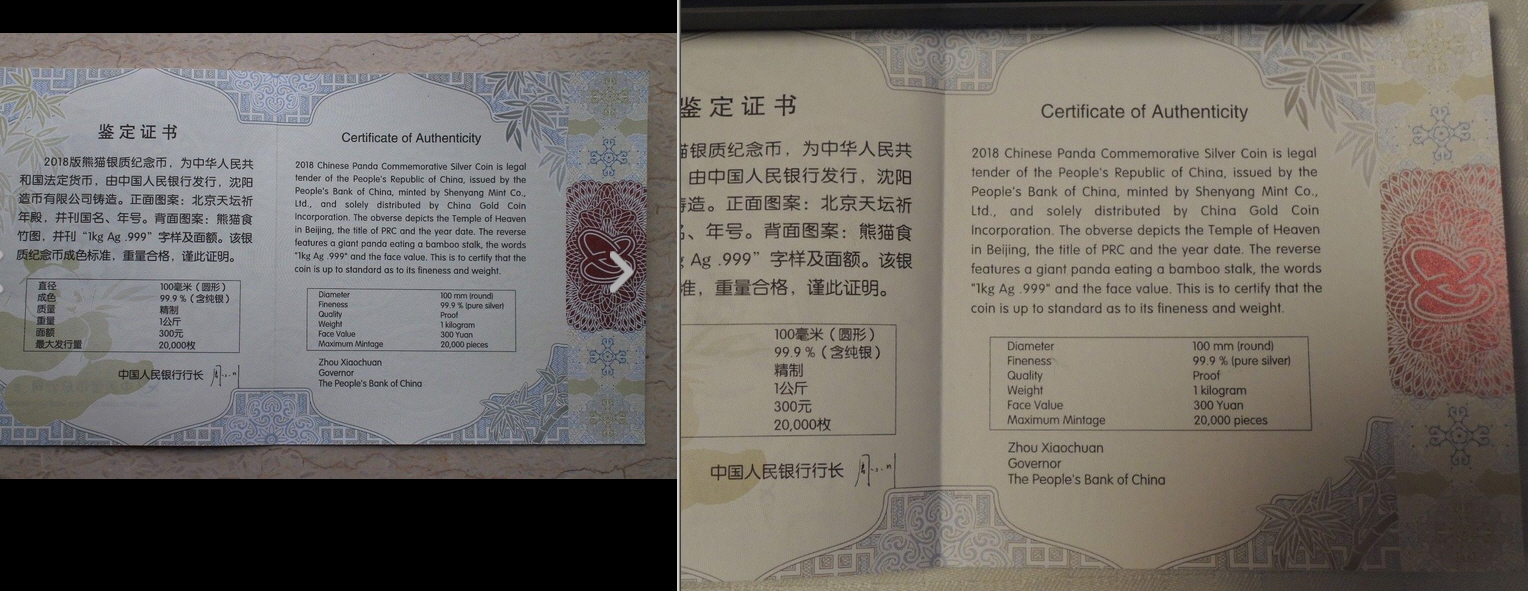 鉴定证书
2018版熊猫银质纪念币，为中华人民共
和国法定货币，由中国人民银行发行，沈阳
造币有限公司铸造。正面图案：北京天坛祈
年殿，并刊国名、年号。背面图案：熊猫食
竹图，并刊“1kg Ag .999”字样及面额。该银
质纪念币成色标准，重量合格，谨此证明。
直径 100毫米（圆形）
成色 99.9 %（含纯银）
质量 精制
重量 1公斤
面额 300元
最大发行量 20,000枚
中国人民银行行长
Certificate of Authenticity
2018 Chinese Panda Commemorative Silver Coin is legal
tender of the People's Republic of China, issued by the
People's Bank of China, minted by Shenyang Mint Co.,
Ltd., and solely distributed by China Gold Coin
Incorporation. The obverse depicts the Temple of Heaven
in Beijing, the title of PRC and the year date. The reverse
features a giant panda eating a bamboo stalk, the words
"1kg Ag .999" and the face value. This is to certify that the
coin is up to standard as to its fineness and weight.
Diameter 100 mm (round)
Fineness 99.9 % (pure silver)
Quality Proof
Weight 1 kilogram
Face Value 300 Yuan
Maximum Mintage 20,000 pieces
Zhou Xiaochuan
Governor
The People's Bank of China
鉴定证书
猫银质纪念币，为中华人民共
由中国人民银行发行，沈阳
铸造。正面图案：北京天坛祈
名、年号。背面图案：熊猫食
g Ag .999”字样及面额。该银
准，重量合格，谨此证明。
100毫米（圆形）
99.9 %（含纯银）
精制
1公斤
300元
20,000枚
中国人民银行行长
Certificate of Authenticity
2018 Chinese Panda Commemorative Silver Coin is legal
tender of the People's Republic of China, issued by the
People's Bank of China, minted by Shenyang Mint Co.,
Ltd., and solely distributed by China Gold Coin
Incorporation. The obverse depicts the Temple of Heaven
in Beijing, the title of PRC and the year date. The reverse
features a giant panda eating a bamboo stalk, the words
"1kg Ag .999" and the face value. This is to certify that the
coin is up to standard as to its fineness and weight.
Diameter 100 mm (round)
Fineness 99.9 % (pure silver)
Quality Proof
Weight 1 kilogram
Face Value 300 Yuan
Maximum Mintage 20,000 pieces
Zhou Xiaochuan
Governor
The People's Bank of China